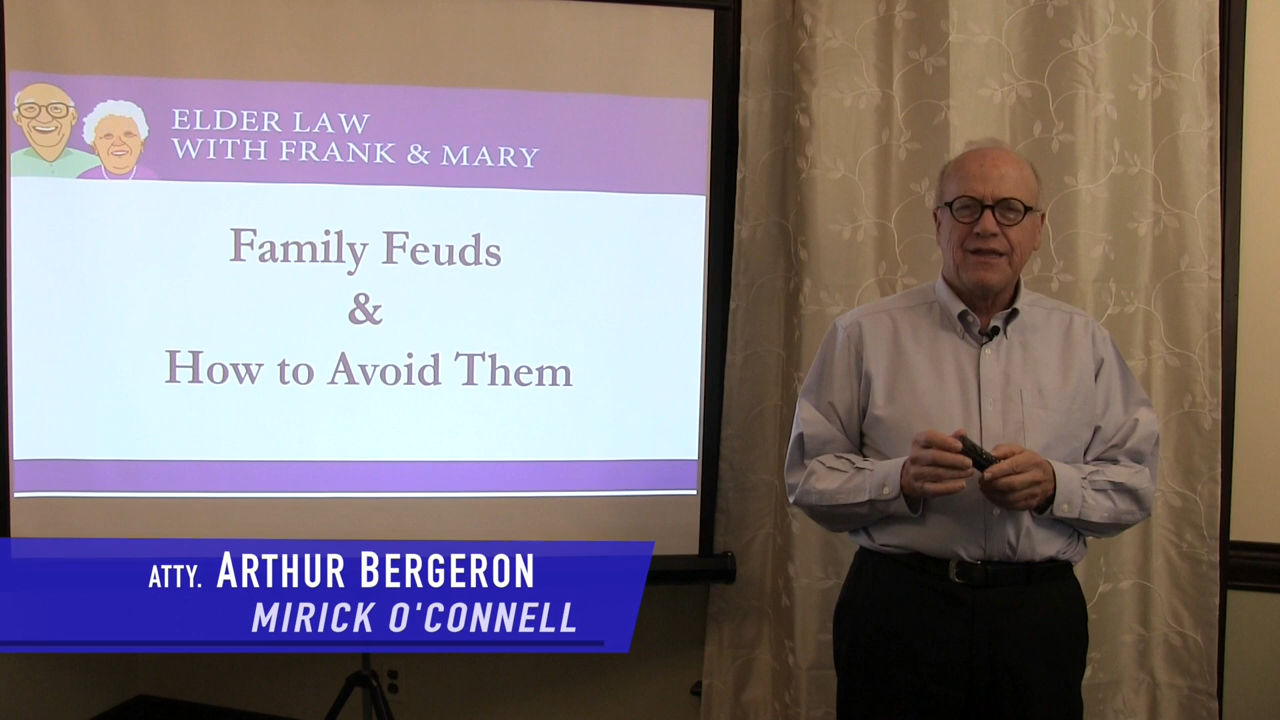 ELDER LAW
WITH FRANK & MARY
Family Feuds
&
How to Avoid Them
ATTY. ARTHUR BERGERON
MIRICK O'CONNELL